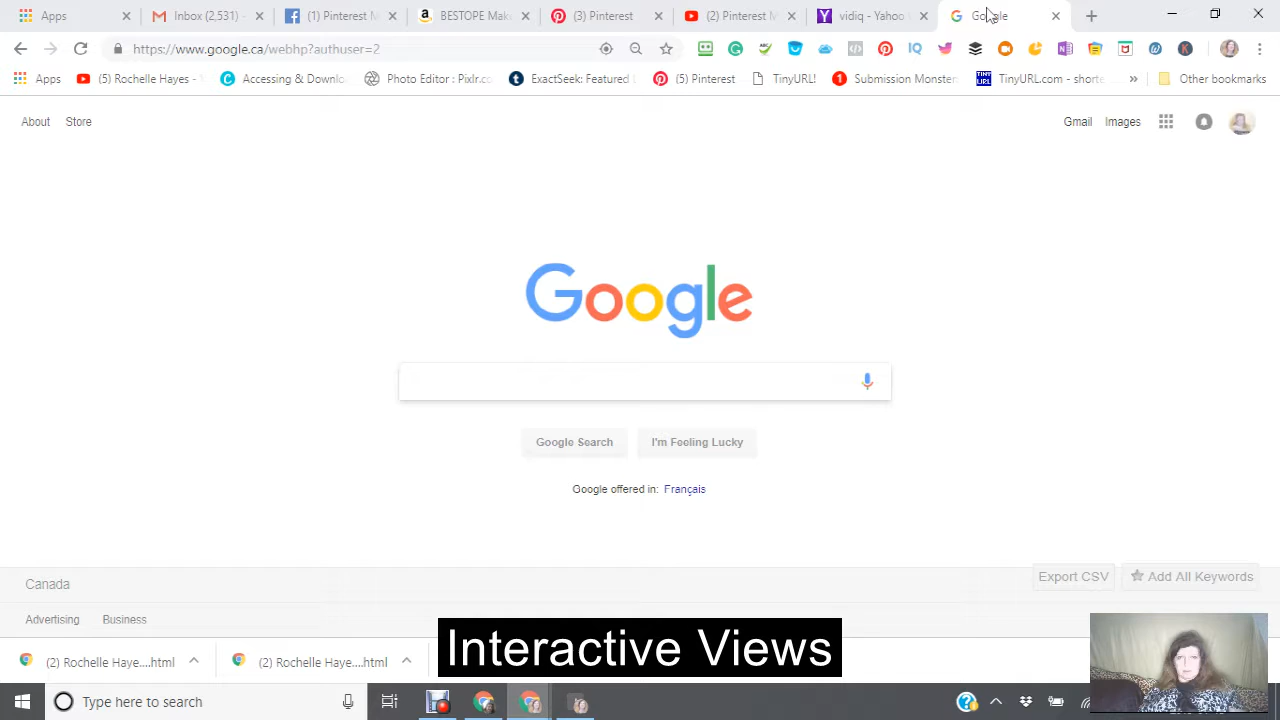 Apps
Inbox (2,531) -
(1) Pinterest M
BESTOPE Make
(3) Pinterest
(2) Pinterest M
vidiq - Yahoo
Google
https://www.google.ca/webhp?authuser=2
Apps
(5) Rochelle Hayes -
Accessing & Downlo
Photo Editor : Pixlr.co
ExactSeek: Featured L
(5) Pinterest
TinyURL!
Submission Monster
TinyURL.com - shorte
»
Other bookmarks
About
Store
Gmail
Images
Google
Google Search
I'm Feeling Lucky
Google offered in: Français
Canada
Export CSV
Add All Keywords
Advertising
Business
Interactive Views
(2) Rochelle Haye....html
(2) Rochelle Haye....html
Type here to search